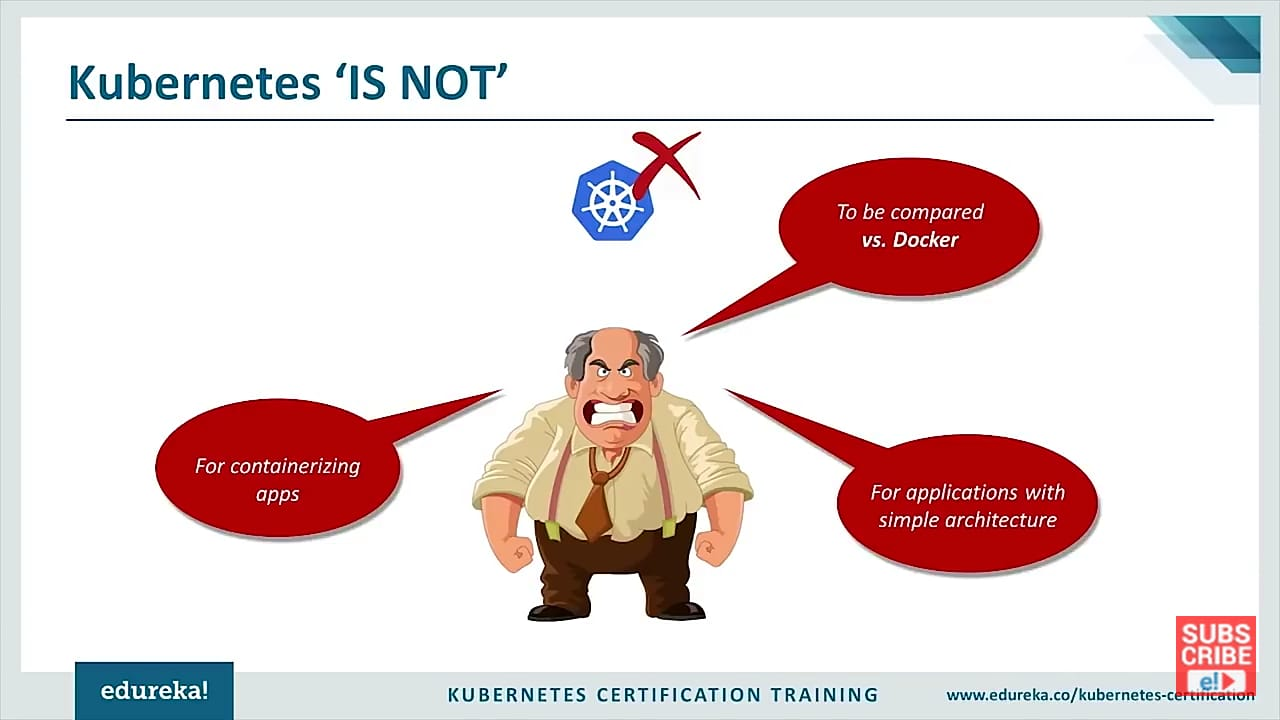 Kubernetes ‘IS NOT’
To be compared
vs. Docker
For containerizing
apps
For applications with
simple architecture
SUBS
CRIBE
e!
edureka!
KUBERNETES CERTIFICATION TRAINING
www.edureka.co/kubernetes-certification